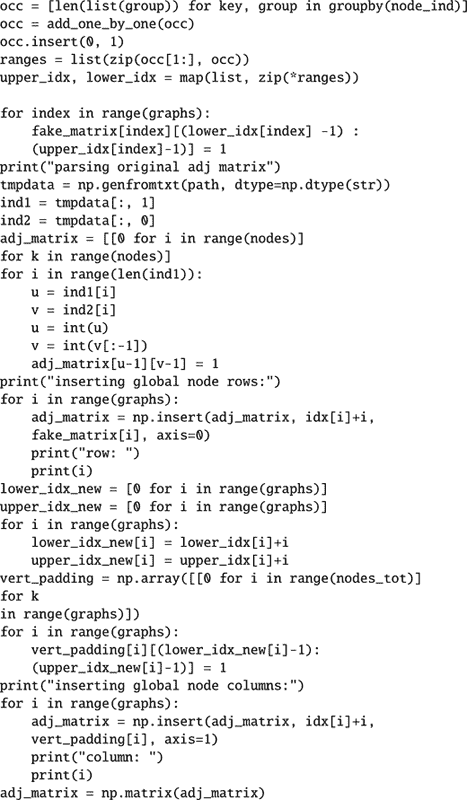 occ = [len(list(group)) for key, group in groupby(node_ind)]
occ = add_one_by_one(occ)
occ.insert(0, 1)
ranges = list(zip(occ[1:], occ))
upper_idx, lower_idx = map(list, zip(*ranges))

for index in range(graphs):
    fake_matrix[index][(lower_idx[index] -1) :
    (upper_idx[index]-1)] = 1
print("parsing original adj matrix")
tmpdata = np.genfromtxt(path, dtype=np.dtype(str))
ind1 = tmpdata[:, 1]
ind2 = tmpdata[:, 0]
adj_matrix = [[0 for i in range(nodes)]
for k in range(nodes)]
for i in range(len(ind1)):
    u = ind1[i]
    v = ind2[i]
    u = int(u)
    v = int(v[:-1])
    adj_matrix[u-1][v-1] = 1
print("inserting global node rows:")
for i in range(graphs):
    adj_matrix = np.insert(adj_matrix, idx[i]+i,
    fake_matrix[i], axis=0)
    print("row: ")
    print(i)
lower_idx_new = [0 for i in range(graphs)]
upper_idx_new = [0 for i in range(graphs)]
for i in range(graphs):
    lower_idx_new[i] = lower_idx[i]+i
    upper_idx_new[i] = upper_idx[i]+i
vert_padding = np.array([[0 for i in range(nodes_tot)]
for k
in range(graphs)])
for i in range(graphs):
    vert_padding[i][(lower_idx_new[i]-1):
    (upper_idx_new[i]-1)] = 1
print("inserting global node columns:")
for i in range(graphs):
    adj_matrix = np.insert(adj_matrix, idx[i]+i,
    vert_padding[i], axis=1)
    print("column: ")
    print(i)
adj_matrix = np.matrix(adj_matrix)